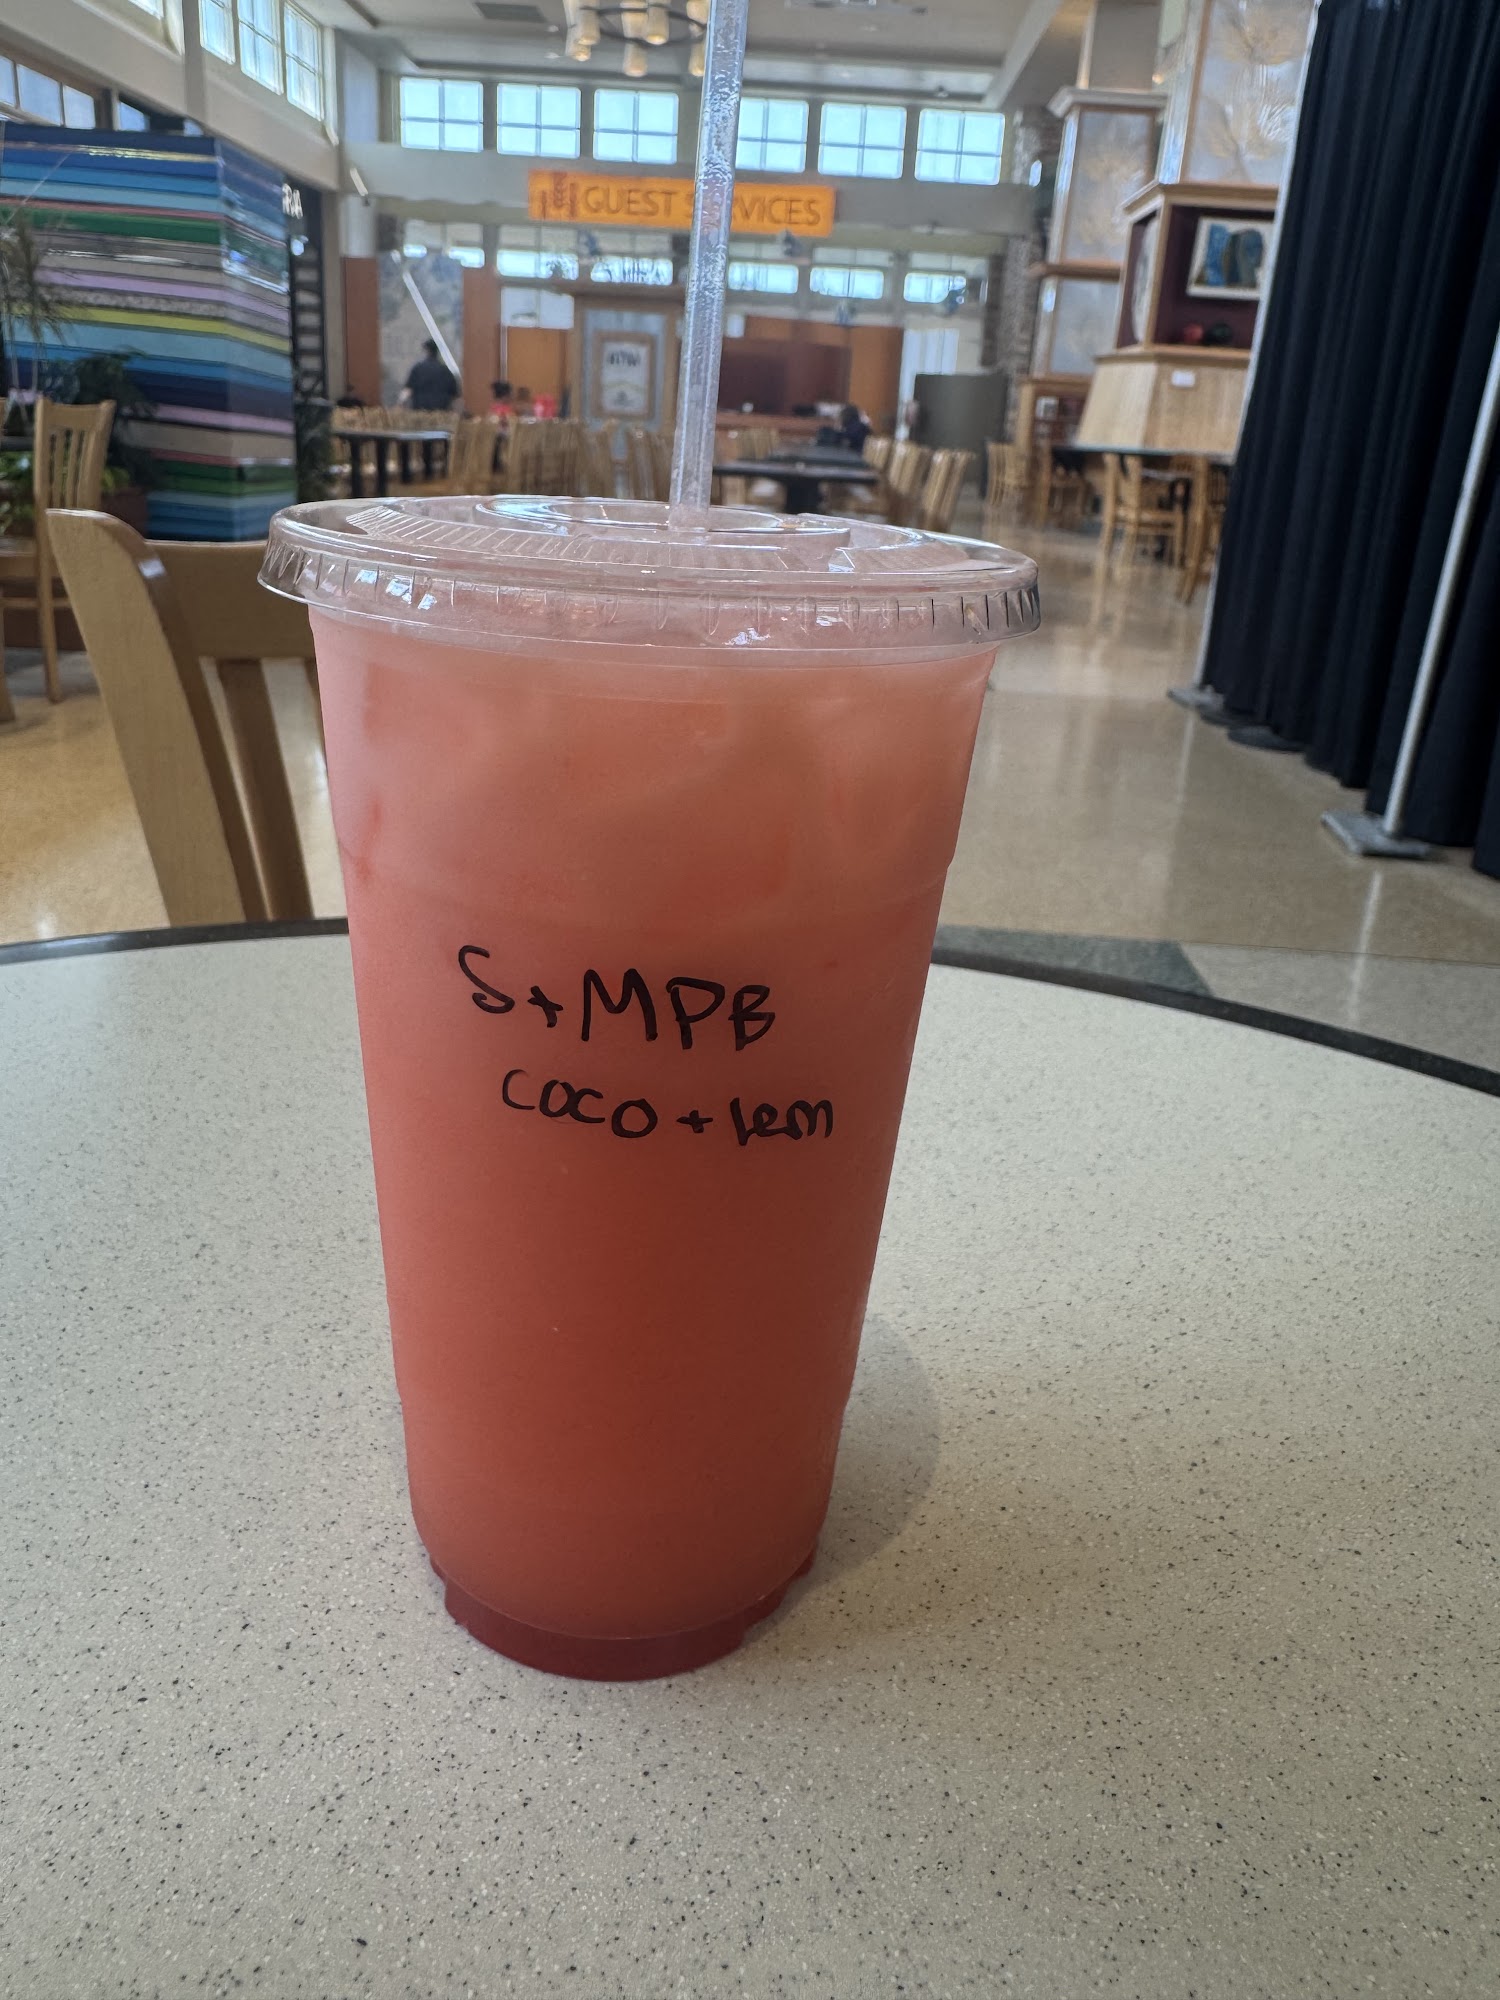 GUEST SERVICES
S+MPB
coco + lem